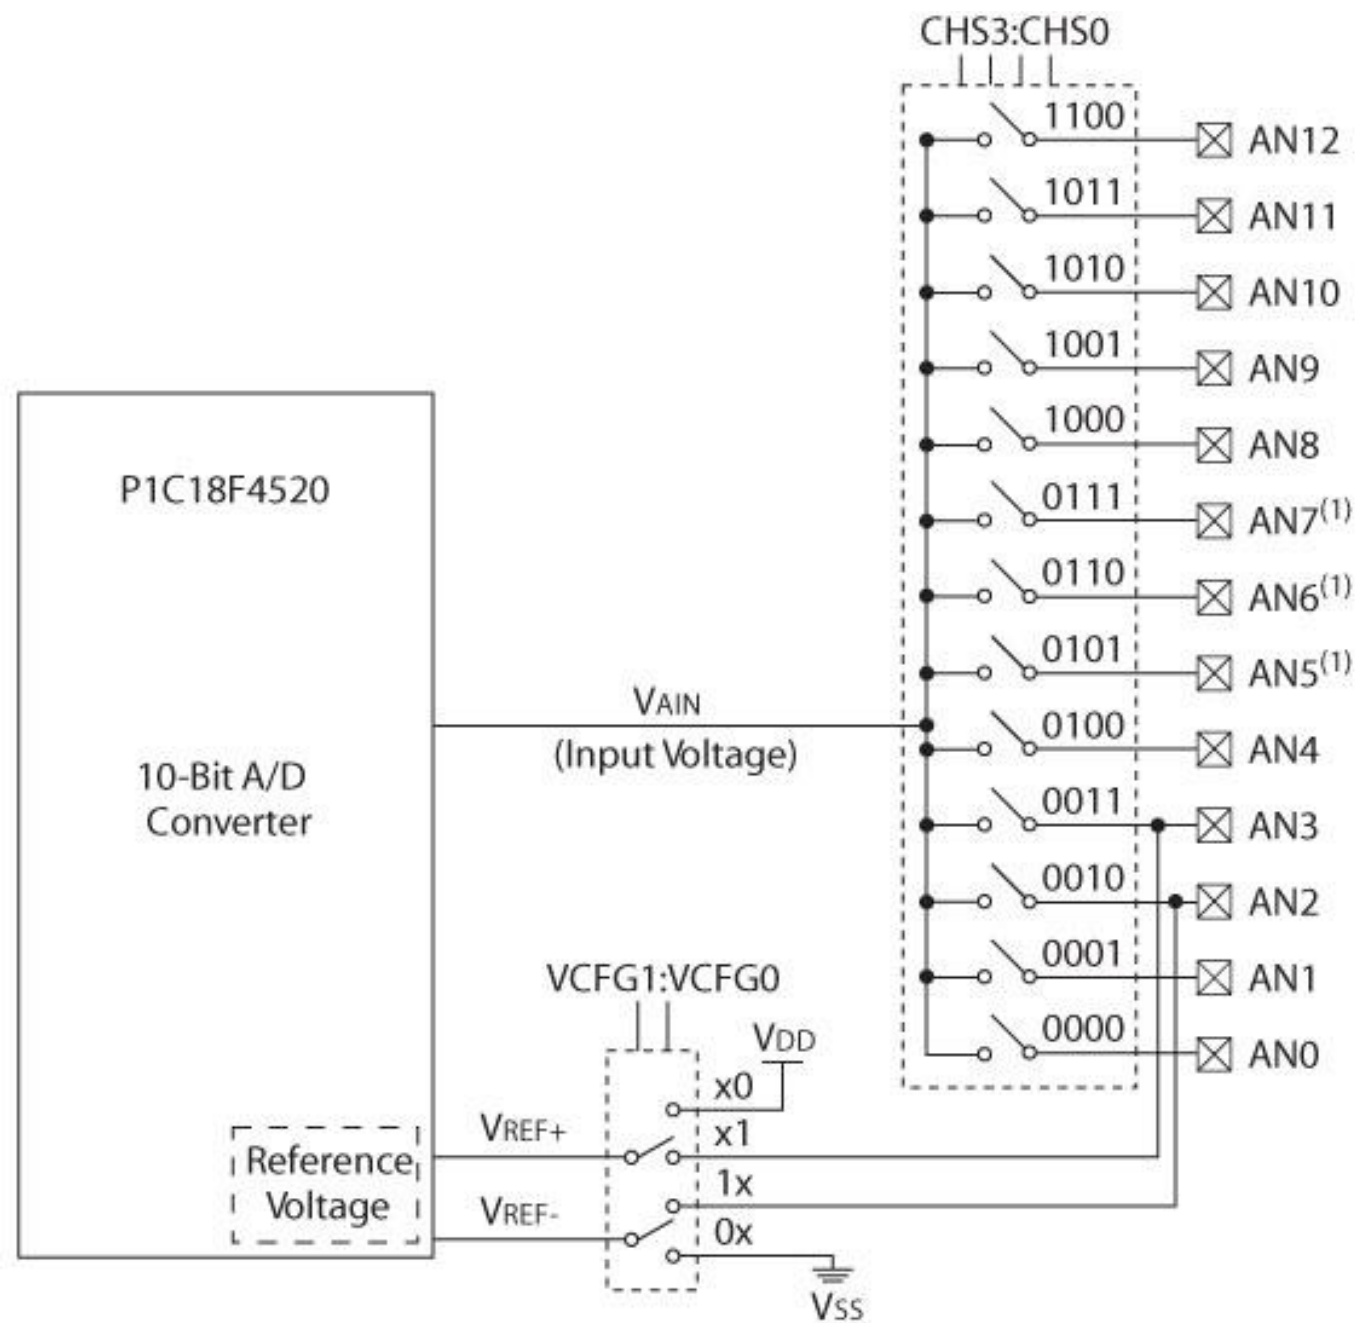 CHS3:CHS0
1100 AN12
1011 AN11
1010 AN10
1001 AN9
1000 AN8
0111 AN7(1)
0110 AN6(1)
0101 AN5(1)
0100 AN4
0011 AN3
0010 AN2
0001 AN1
0000 AN0
P1C18F4520
10-Bit A/D
Converter
VAIN
(Input Voltage)
VCFG1:VCFG0
VDD
x0
VREF+
x1
1x
VREF-
0x
VSS
Reference
Voltage